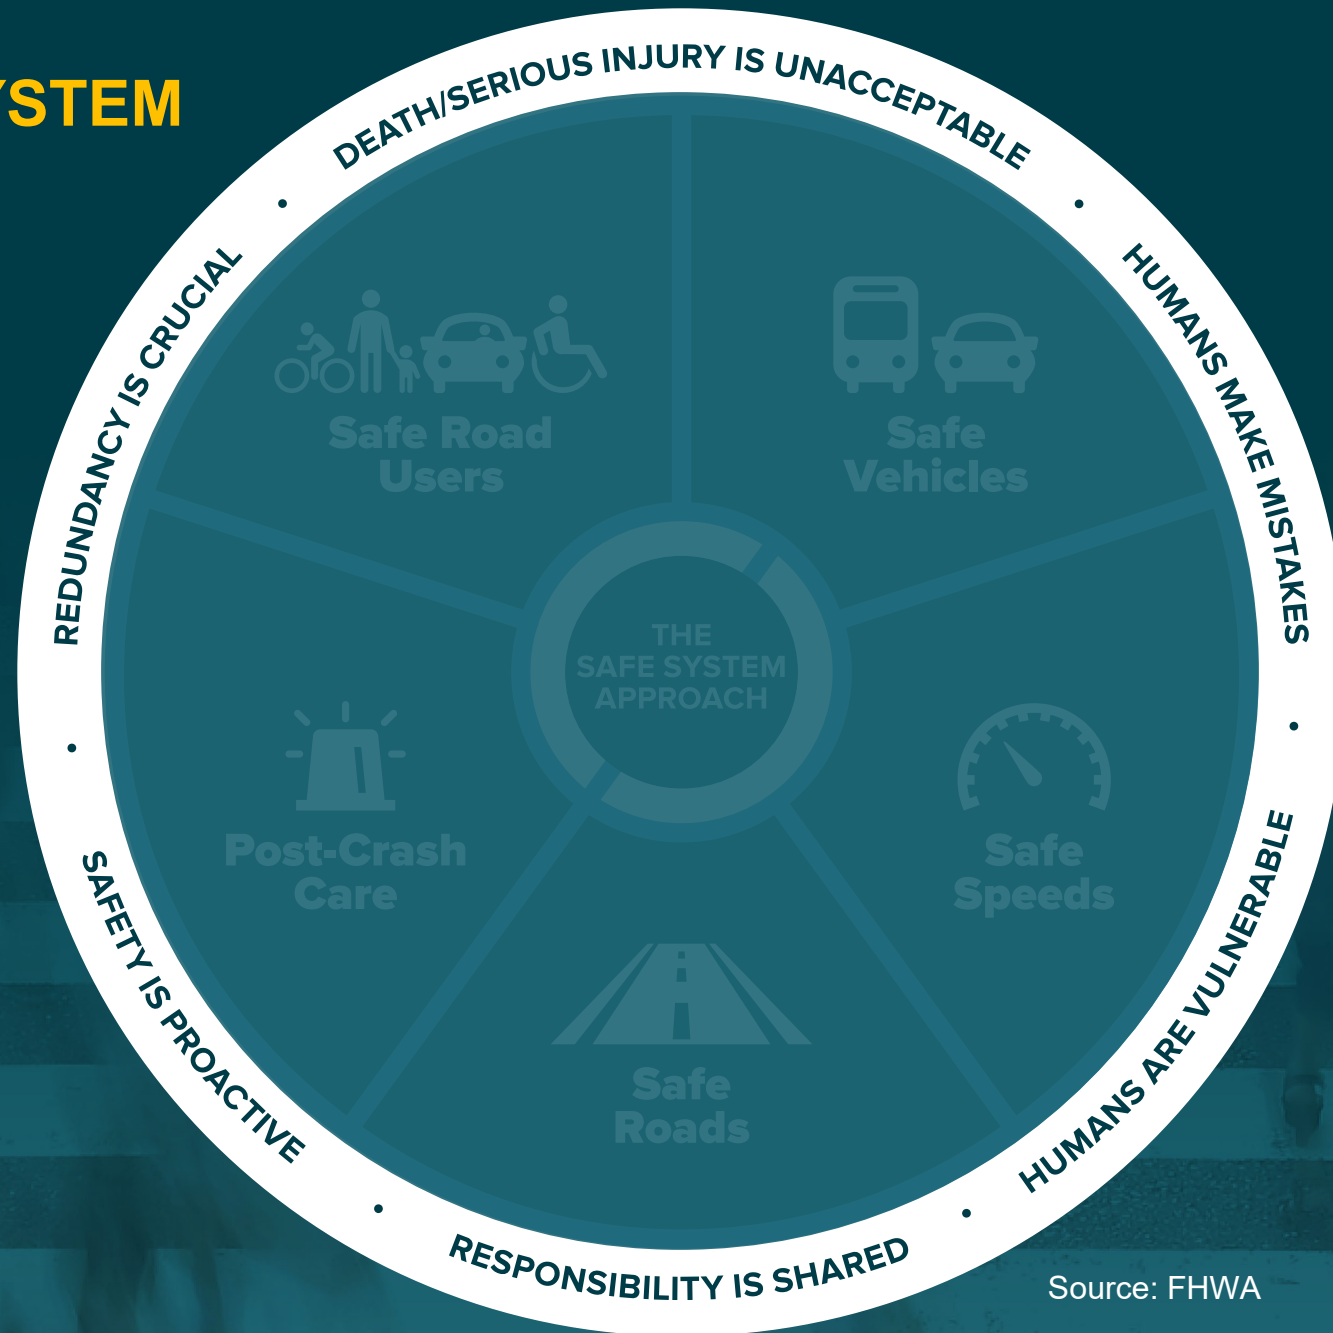 YSTEM
DEATH/SERIOUS INJURY IS UNACCEPTABLE
HUMANS MAKE MISTAKES
HUMANS ARE VULNERABLE
RESPONSIBILITY IS SHARED
SAFETY IS PROACTIVE
REDUNDANCY IS CRUCIAL
Safe Road
Users
Safe
Vehicles
THE
SAFE SYSTEM
APPROACH
Post-Crash
Care
Safe
Speeds
Safe
Roads
Source: FHWA